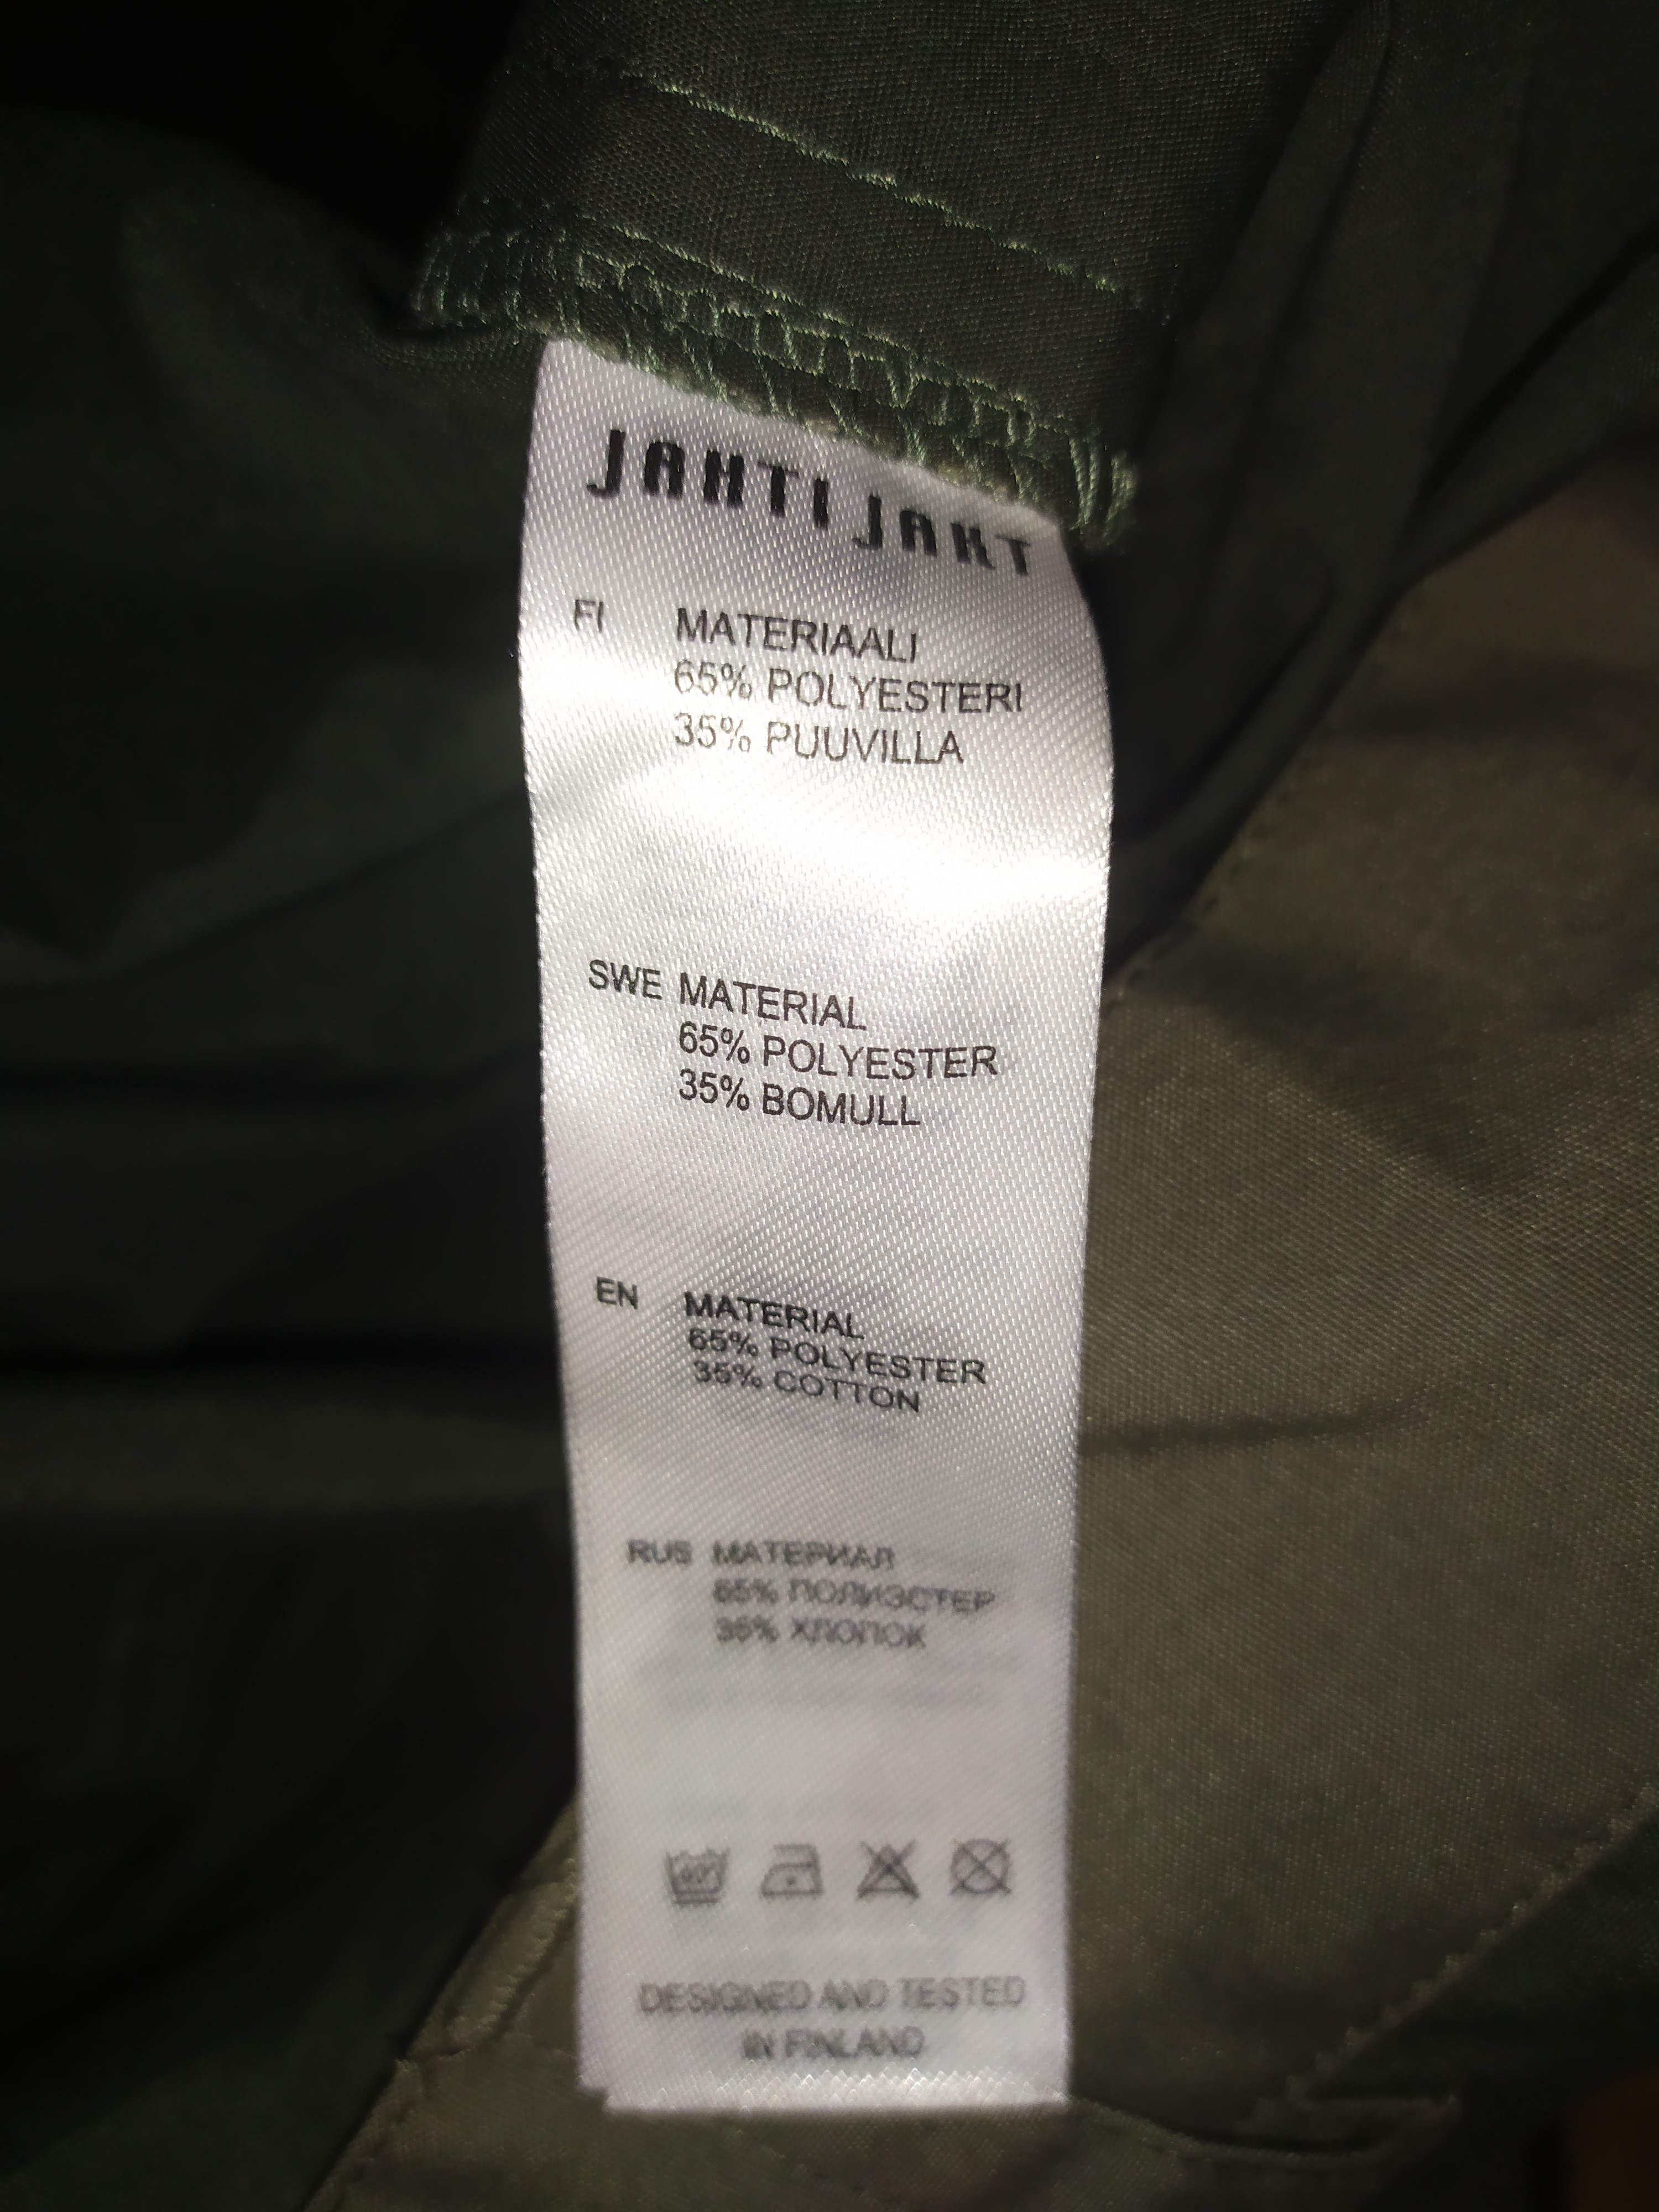 JAHTI JAKT
FI MATERIAALI
65% POLYESTERI
35% PUUVILLA
SWE MATERIAL
65% POLYESTER
35% BOMULL
EN MATERIAL
65% POLYESTER
35% COTTON
RUS МАТЕРИАЛ
65% ПОЛИЭСТЕР
35% ХЛОПОК
DESIGNED AND TESTED
IN FINLAND